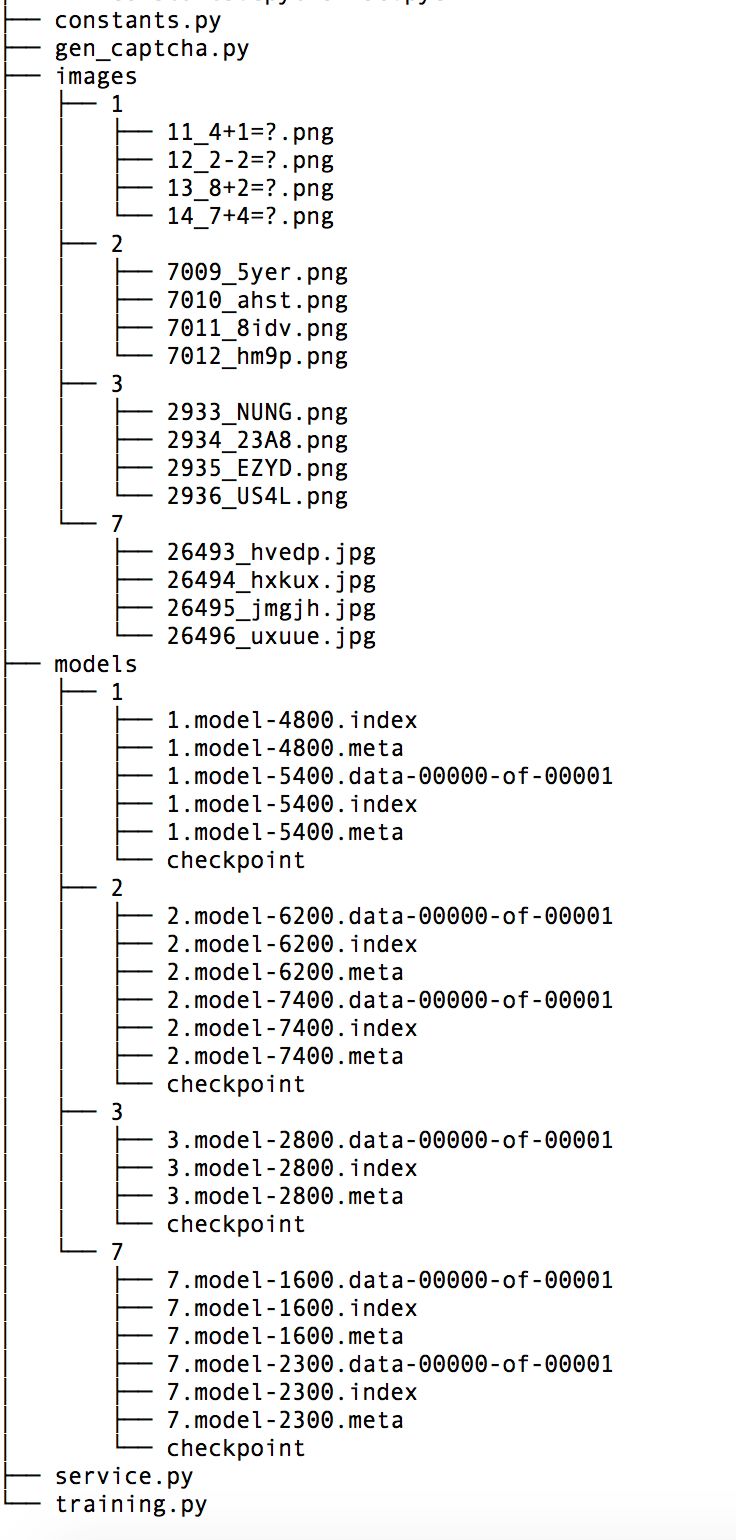 constants.py
gen_captcha.py
images
1
11_4+1=?.png
12_2-2=?.png
13_8+2=?.png
14_7+4=?.png
2
7009_5yer.png
7010_ahst.png
7011_8idv.png
7012_hm9p.png
3
2933_NUNG.png
2934_23A8.png
2935_EZYD.png
2936_US4L.png
7
26493_hvedp.jpg
26494_hxkux.jpg
26495_jmgjh.jpg
26496_uxuue.jpg
models
1
1.model-4800.index
1.model-4800.meta
1.model-5400.data-00000-of-00001
1.model-5400.index
1.model-5400.meta
checkpoint
2
2.model-6200.data-00000-of-00001
2.model-6200.index
2.model-6200.meta
2.model-7400.data-00000-of-00001
2.model-7400.index
2.model-7400.meta
checkpoint
3
3.model-2800.data-00000-of-00001
3.model-2800.index
3.model-2800.meta
checkpoint
7
7.model-1600.data-00000-of-00001
7.model-1600.index
7.model-1600.meta
7.model-2300.data-00000-of-00001
7.model-2300.index
7.model-2300.meta
checkpoint
service.py
training.py